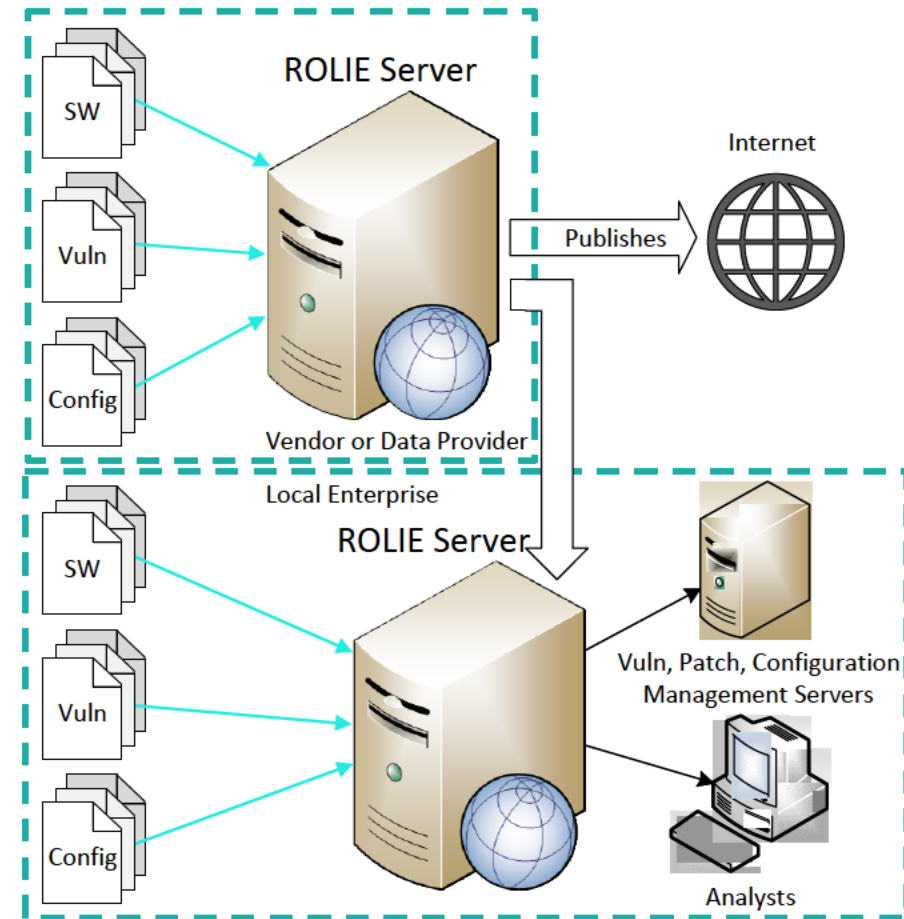 ROLIE Server
SW
Vuln
Config
Vendor or Data Provider
Publishes
Internet
Local Enterprise
ROLIE Server
SW
Vuln
Config
Vuln, Patch, Configuration
Management Servers
Analysts